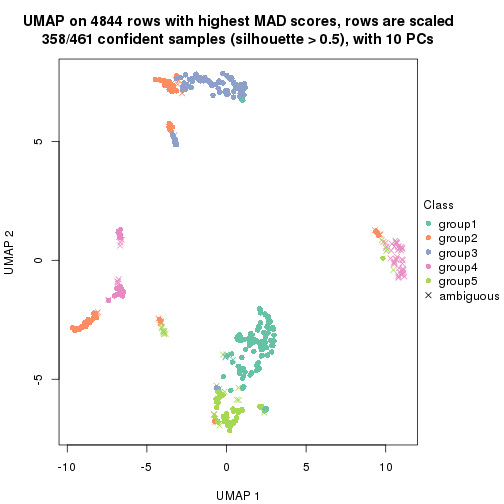 UMAP on 4844 rows with highest MAD scores, rows are scaled
358/461 confident samples (silhouette > 0.5), with 10 PCs
UMAP 2
5
0
-5
-10
-5
0
5
10
UMAP 1
Class
group1
group2
group3
group4
group5
ambiguous